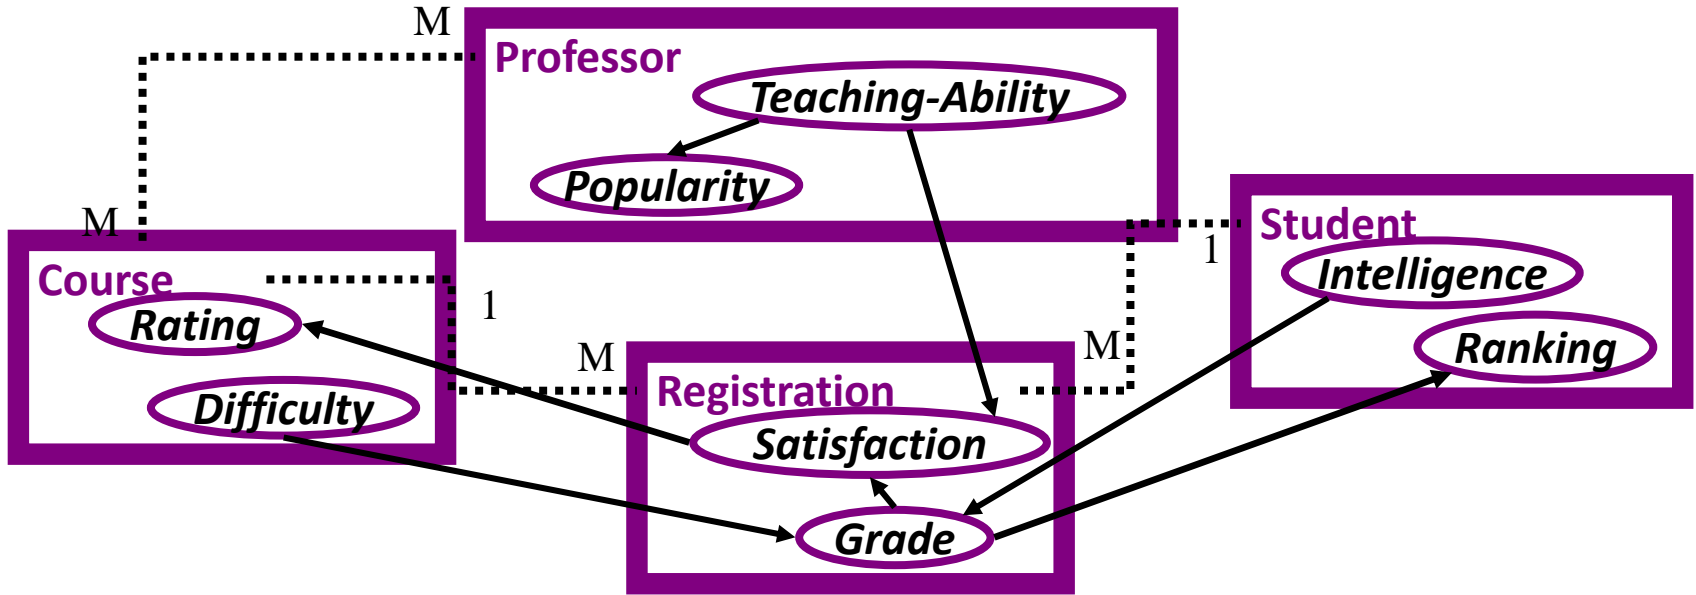 M
Professor
Teaching-Ability
Popularity
M
Student
1
Intelligence
Course
1
Rating
Ranking
M
M
Registration
Difficulty
Satisfaction
Grade